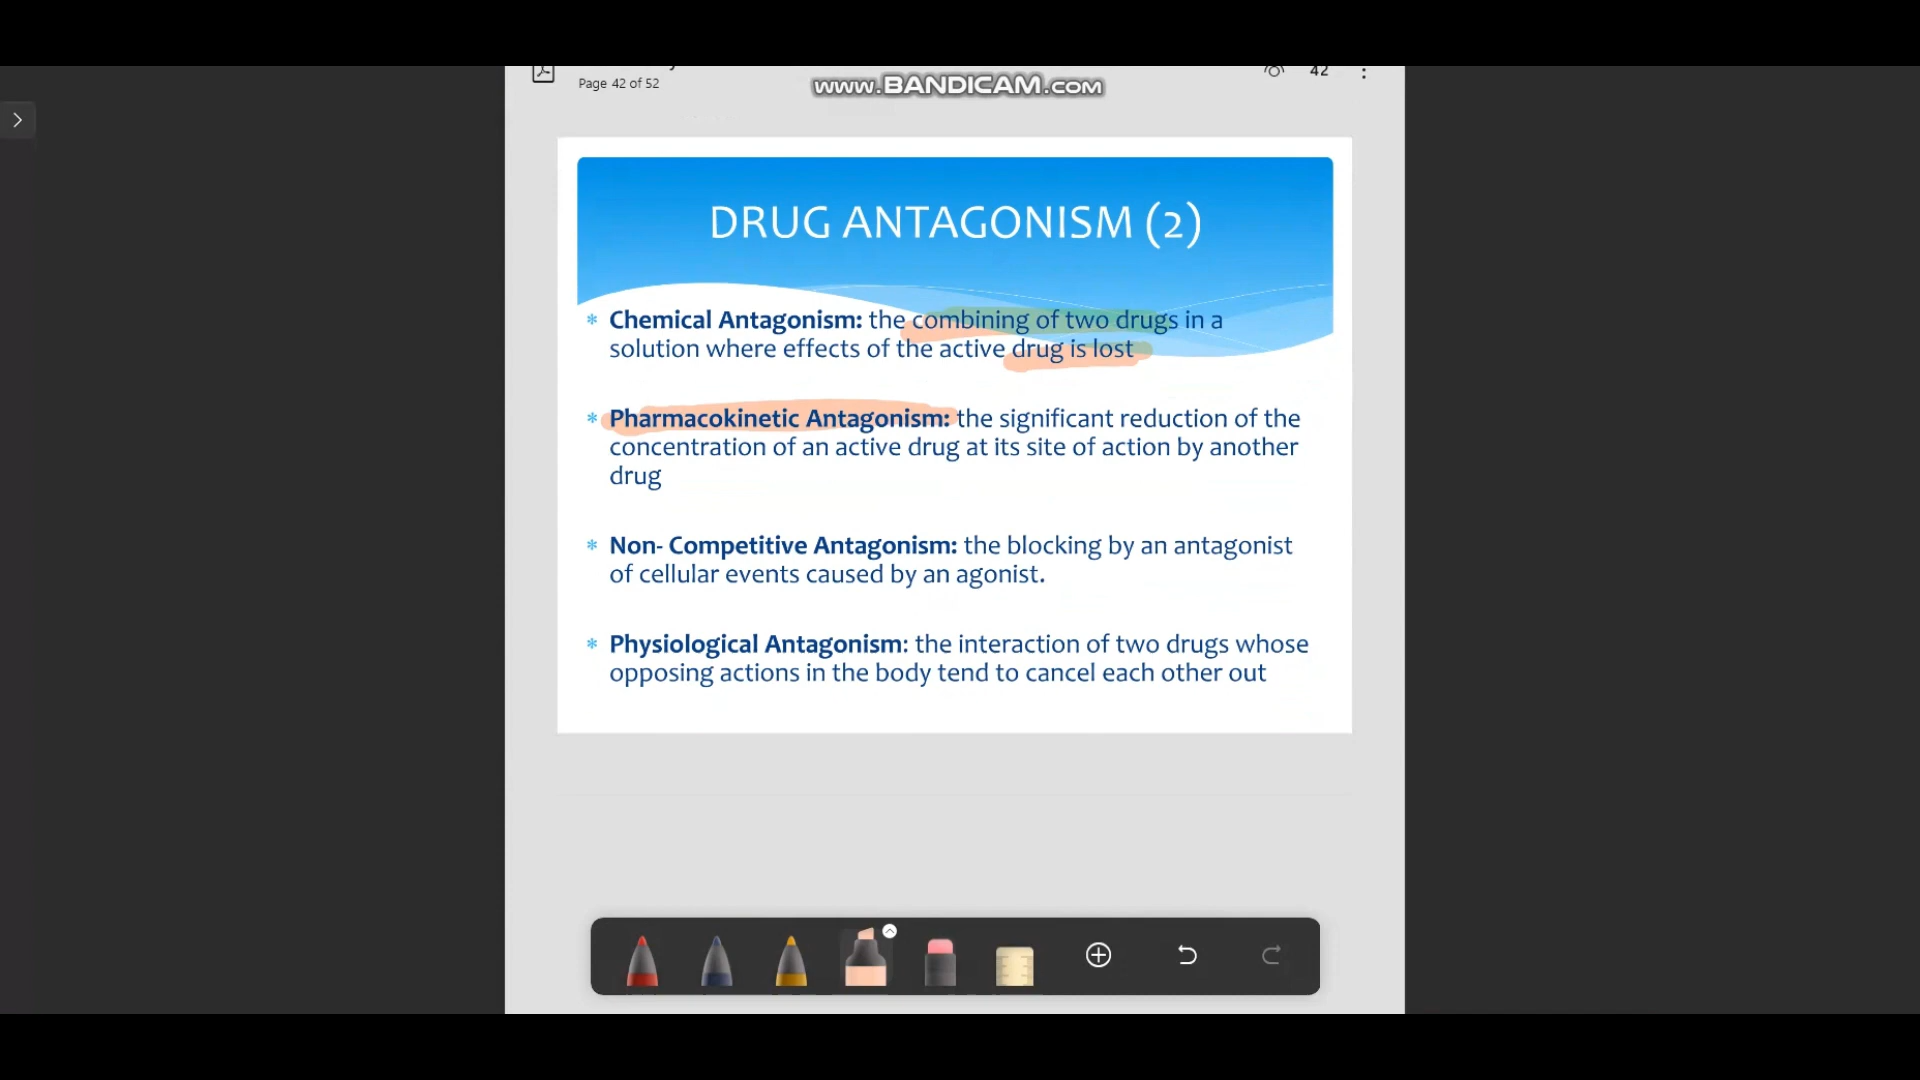 Page 42 of 52
www.BANDICAM.com
42
DRUG ANTAGONISM (2)
* Chemical Antagonism: the combining of two drugs in a
solution where effects of the active drug is lost
* Pharmacokinetic Antagonism: the significant reduction of the
concentration of an active drug at its site of action by another
drug
* Non- Competitive Antagonism: the blocking by an antagonist
of cellular events caused by an agonist.
* Physiological Antagonism: the interaction of two drugs whose
opposing actions in the body tend to cancel each other out